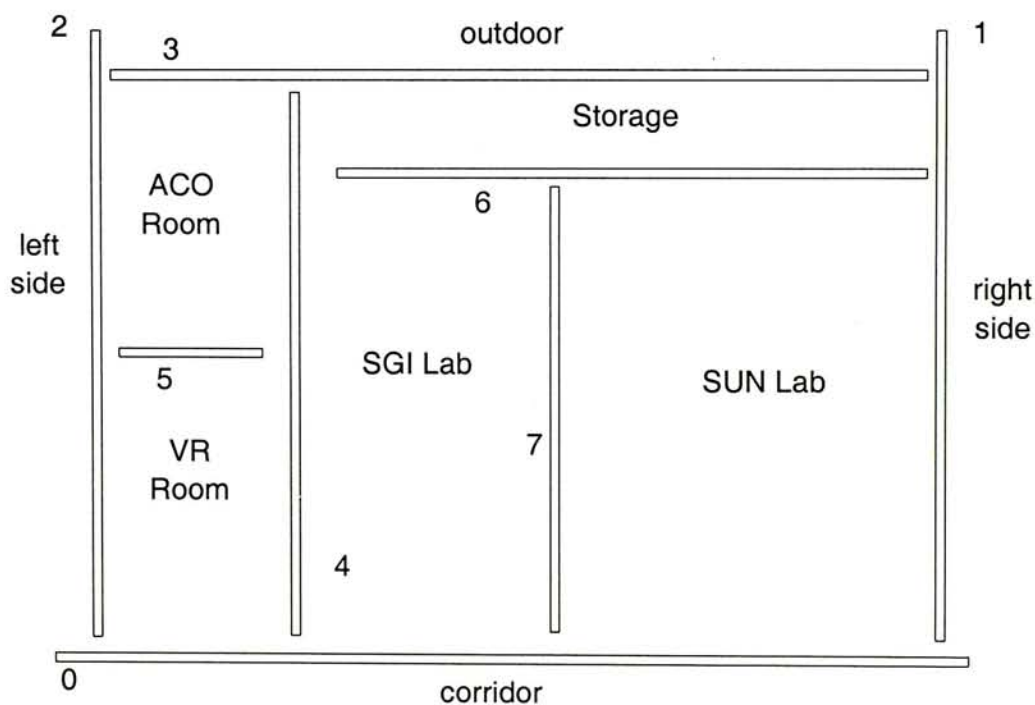 2
3
outdoor
1
Storage
ACO
Room
6
left
side
right
side
5
SGI Lab
SUN Lab
7
VR
Room
4
0
corridor